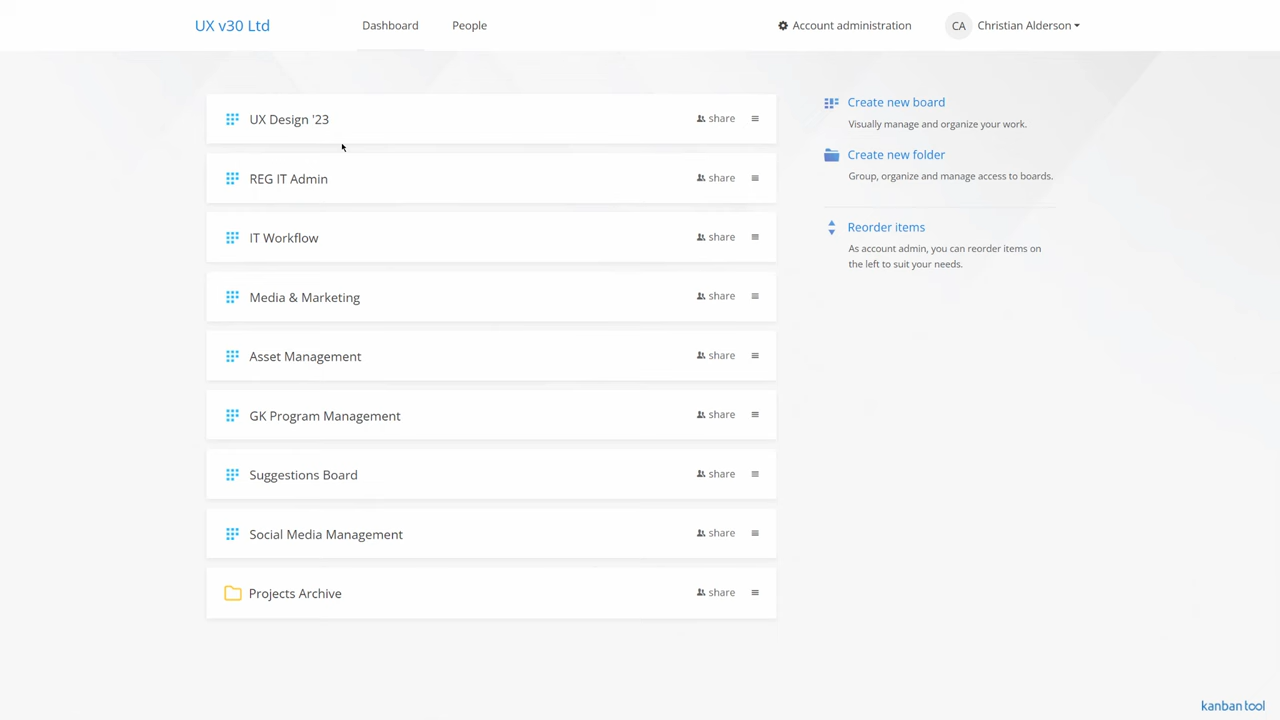 UX v30 Ltd Dashboard People Account administration CA Christian Alderson
UX Design '23 share
REG IT Admin share
IT Workflow share
Media & Marketing share
Asset Management share
GK Program Management share
Suggestions Board share
Social Media Management share
Projects Archive share
Create new board
Visually manage and organize your work.
Create new folder
Group, organize and manage access to boards.
Reorder items
As account admin, you can reorder items on
the left to suit your needs.
kanban tool